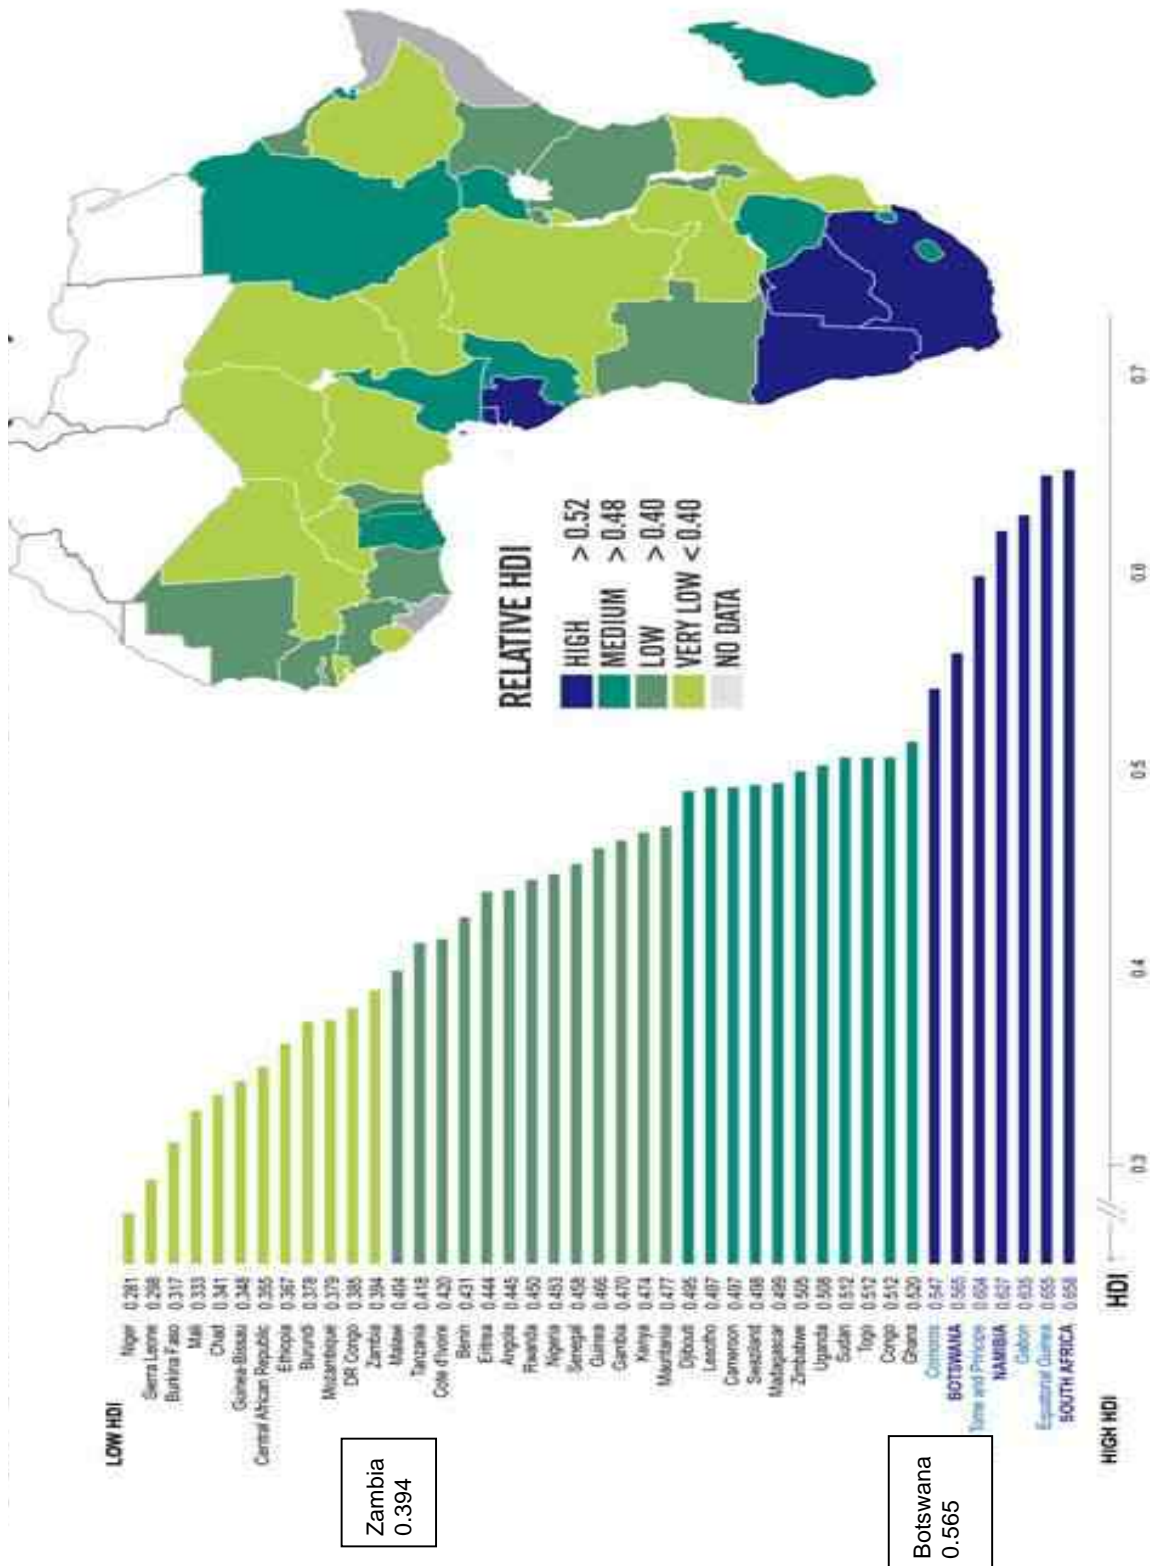 LOW HDI
Niger 0.281
Sierra Leone 0.298
Burkina Faso 0.317
Mali 0.333
Chad 0.341
Guinea-Bissau 0.348
Central African Republic 0.355
Ethiopia 0.367
Burundi 0.378
Mozambique 0.379
DR Congo 0.385
Zambia 0.394
Malawi 0.404
Tanzania 0.418
Cote d'Ivoire 0.420
Benin 0.431
Eritrea 0.444
Angola 0.445
Rwanda 0.450
Nigeria 0.453
Senegal 0.458
Guinea 0.466
Gambia 0.470
Kenya 0.474
Mauritania 0.477
Djibouti 0.495
Lesotho 0.497
Cameroon 0.497
Swaziland 0.498
Madagascar 0.499
Zimbabwe 0.505
Uganda 0.508
Sudan 0.512
Togo 0.512
Congo 0.512
Ghana 0.520
Comoros 0.547
BOTSWANA 0.565
Tome and Principe 0.604
NAMIBIA 0.627
Gabon 0.635
Equatorial Guinea 0.655
SOUTH AFRICA 0.658
HIGH HDI
HDI
0.3 0.4 0.5 0.6 0.7
RELATIVE HDI
HIGH > 0.52
MEDIUM > 0.48
LOW > 0.40
VERY LOW < 0.40
NO DATA
Zambia
0.394
Botswana
0.565